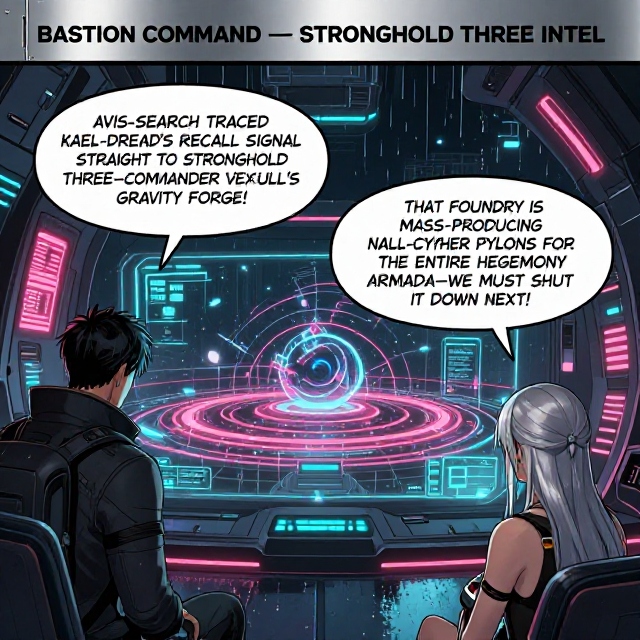 BASTION COMMAND — STRONGHOLD THREE INTEL
AVIS-SEARCH TRACED
KAEL-DREAD'S RECALL SIGNAL
STRAIGHT TO STRONGHOLD
THREE—COMMANDER VEXULL'S
GRAVITY FORGE!
THAT FOUNDRY IS
MASS-PRODUCING
NALL-CYHER PYLONS FOR
THE ENTIRE HEGEMONY
ARMADA—WE MUST SHUT
IT DOWN NEXT!